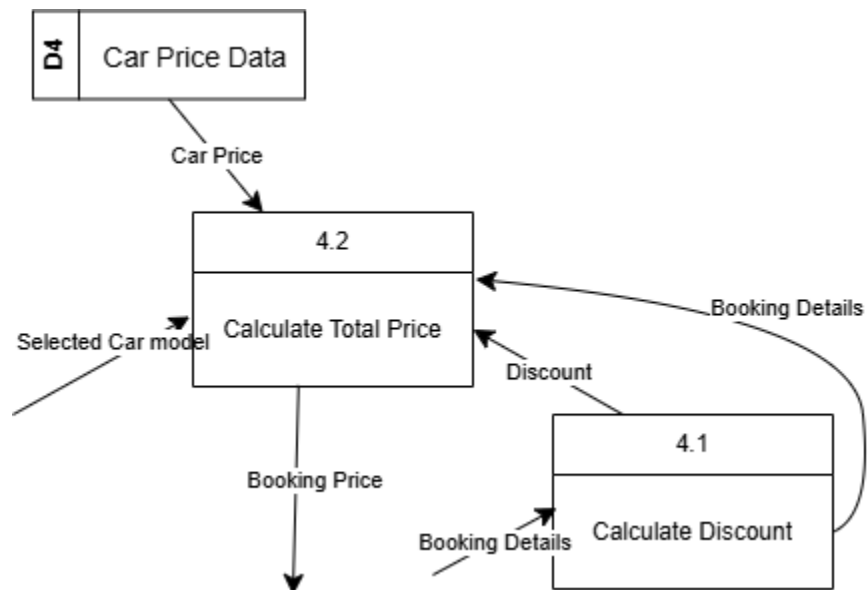 D4
Car Price Data
Car Price
4.2
Calculate Total Price
Selected Car model
Booking Details
Discount
4.1
Booking Price
Calculate Discount
Booking Details